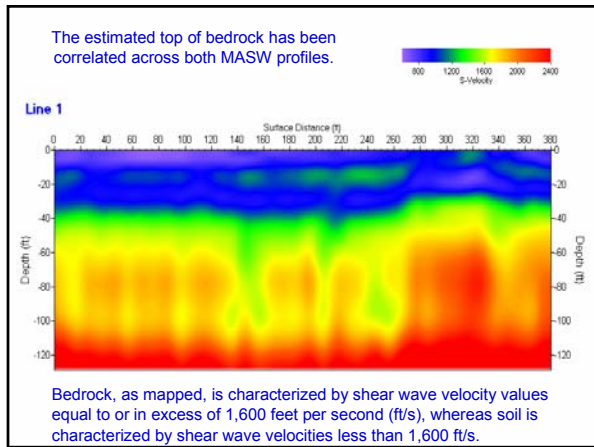 The estimated top of bedrock has been
correlated across both MASW profiles.
800 1200 1600 2000 2400
S-Velocity
Line 1
Surface Distance (ft)
0 20 40 60 80 100 120 140 160 180 200 220 240 260 280 300 320 340 360 380
0 0
-20 -20
-40 -40
-60 -60
-80 -80
-100 -100
-120 -120
Depth (ft) Depth (ft)
Bedrock, as mapped, is characterized by shear wave velocity values
equal to or in excess of 1,600 feet per second (ft/s), whereas soil is
characterized by shear wave velocities less than 1,600 ft/s.